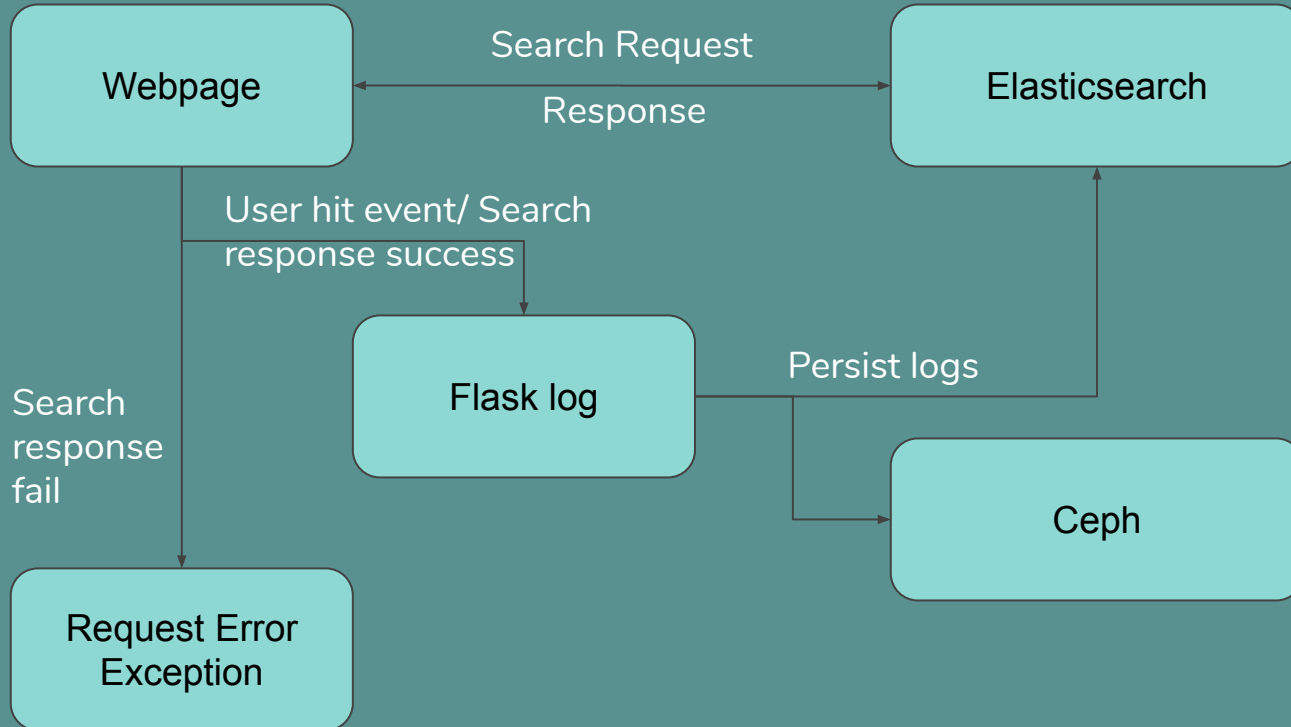 Webpage
Search Request
Response
Elasticsearch
User hit event/ Search
response success
Flask log
Persist logs
Search
response
fail
Ceph
Request Error
Exception